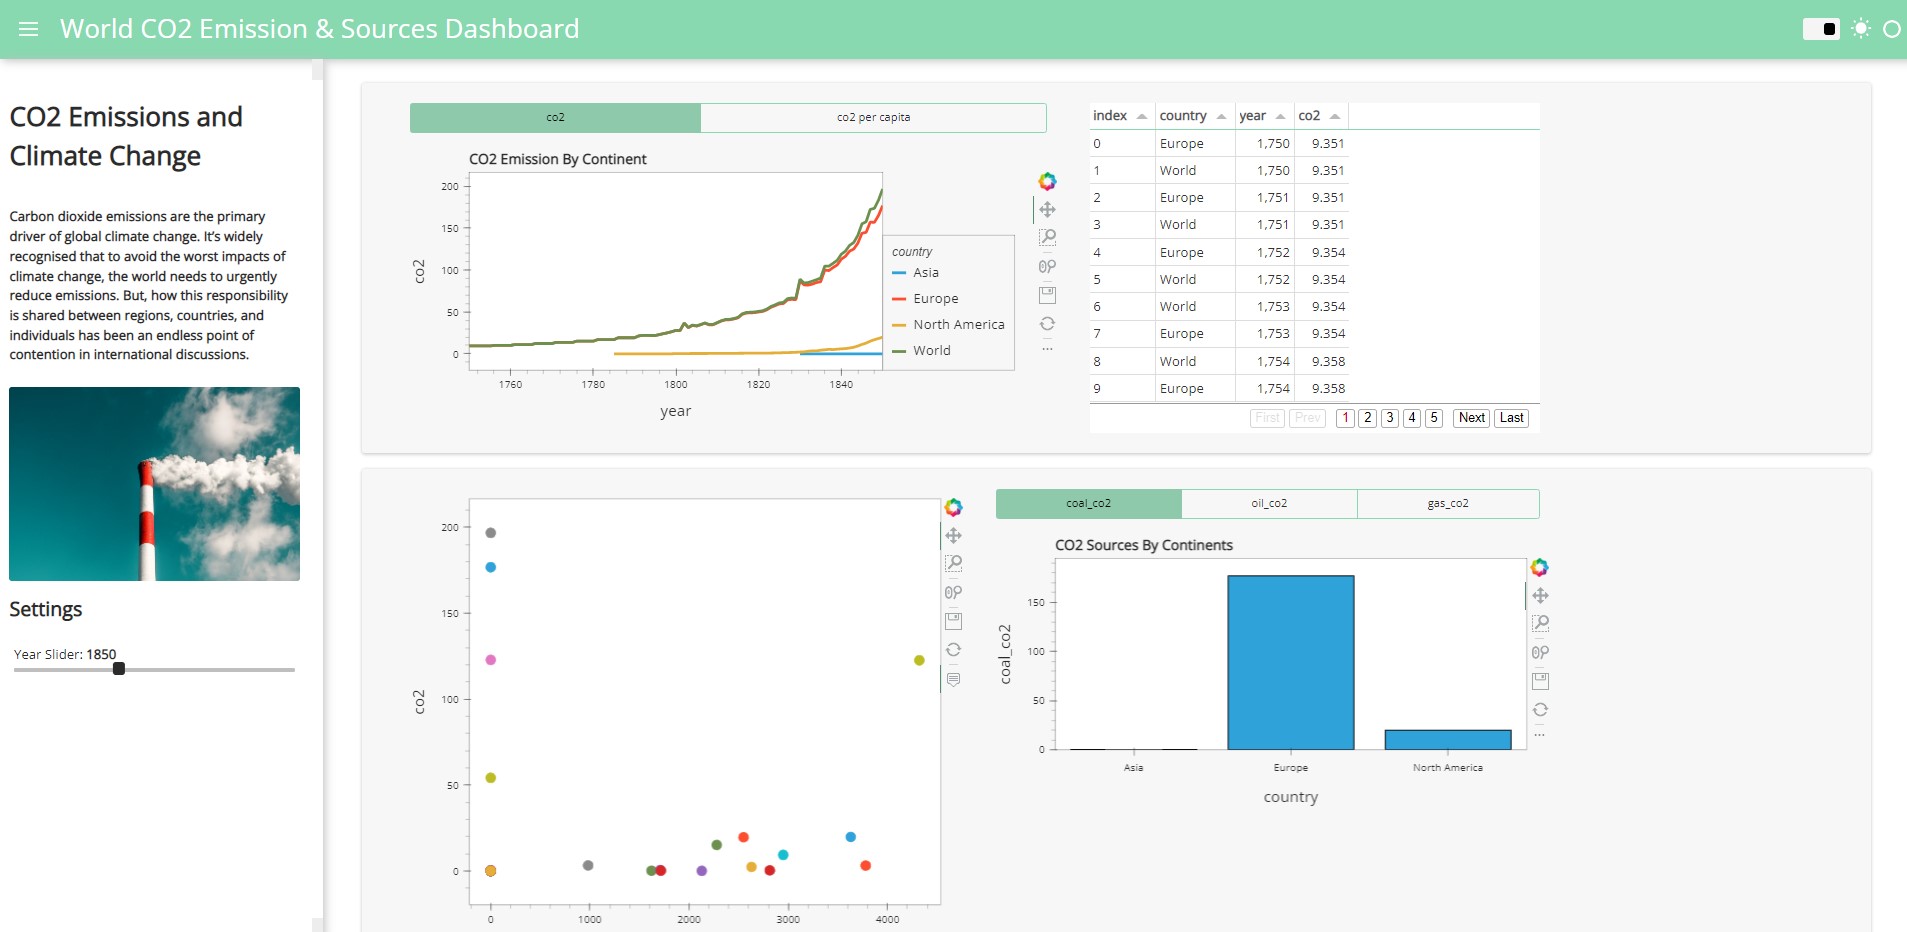 World CO2 Emission & Sources Dashboard
CO2 Emissions and
Climate Change
Carbon dioxide emissions are the primary
driver of global climate change. It’s widely
recognised that to avoid the worst impacts of
climate change, the world needs to urgently
reduce emissions. But, how this responsibility
is shared between regions, countries, and
individuals has been an endless point of
contention in international discussions.
Settings
Year Slider: 1850
co2
co2 per capita
CO2 Emission By Continent
200
150
100
50
0
co2
1760 1780 1800 1820 1840
year
country
Asia
Europe
North America
World
index country year co2
0 Europe 1,750 9.351
1 World 1,750 9.351
2 Europe 1,751 9.351
3 World 1,751 9.351
4 Europe 1,752 9.354
5 World 1,752 9.354
6 World 1,753 9.354
7 Europe 1,753 9.354
8 World 1,754 9.358
9 Europe 1,754 9.358
First Prev 1 2 3 4 5 Next Last
200
150
100
50
0
co2
0 1000 2000 3000 4000
coal_co2
oil_co2
gas_co2
CO2 Sources By Continents
150
100
50
0
coal_co2
Asia Europe North America
country